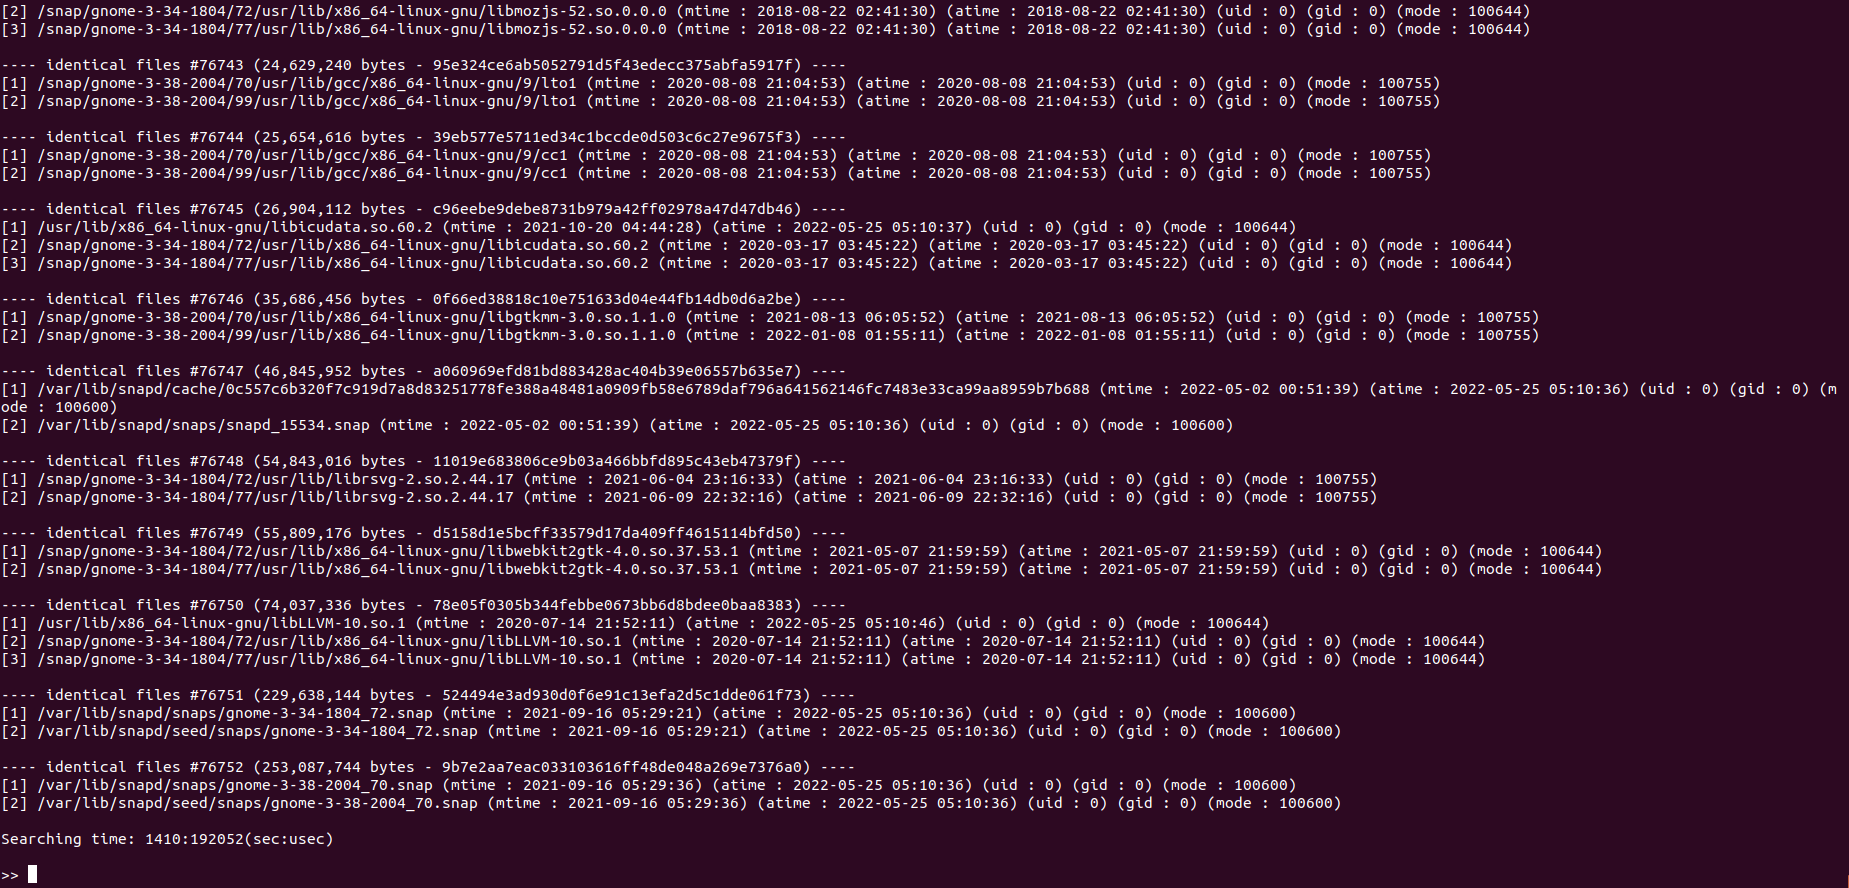 [2] /snap/gnome-3-34-1804/72/usr/lib/x86_64-linux-gnu/libmozjs-52.so.0.0.0 (mtime : 2018-08-22 02:41:30) (atime : 2018-08-22 02:41:30) (uid : 0) (gid : 0) (mode : 100644)
[3] /snap/gnome-3-34-1804/77/usr/lib/x86_64-linux-gnu/libmozjs-52.so.0.0.0 (mtime : 2018-08-22 02:41:30) (atime : 2018-08-22 02:41:30) (uid : 0) (gid : 0) (mode : 100644)
---- identical files #76743 (24,629,240 bytes - 95e324ce6ab5052791d5f43edecc375abfa5917f) ----
[1] /snap/gnome-3-38-2004/70/usr/lib/gcc/x86_64-linux-gnu/9/lto1 (mtime : 2020-08-08 21:04:53) (atime : 2020-08-08 21:04:53) (uid : 0) (gid : 0) (mode : 100755)
[2] /snap/gnome-3-38-2004/99/usr/lib/gcc/x86_64-linux-gnu/9/lto1 (mtime : 2020-08-08 21:04:53) (atime : 2020-08-08 21:04:53) (uid : 0) (gid : 0) (mode : 100755)
---- identical files #76744 (25,654,616 bytes - 39eb577e5711ed34c1bccde0d503c6c27e9675f3) ----
[1] /snap/gnome-3-38-2004/70/usr/lib/gcc/x86_64-linux-gnu/9/cc1 (mtime : 2020-08-08 21:04:53) (atime : 2020-08-08 21:04:53) (uid : 0) (gid : 0) (mode : 100755)
[2] /snap/gnome-3-38-2004/99/usr/lib/gcc/x86_64-linux-gnu/9/cc1 (mtime : 2020-08-08 21:04:53) (atime : 2020-08-08 21:04:53) (uid : 0) (gid : 0) (mode : 100755)
---- identical files #76745 (26,904,112 bytes - c96eebe9debe8731b979a42ff02978a47d47db46) ----
[1] /usr/lib/x86_64-linux-gnu/libicudata.so.60.2 (mtime : 2021-10-20 04:44:28) (atime : 2022-05-25 05:10:37) (uid : 0) (gid : 0) (mode : 100644)
[2] /snap/gnome-3-34-1804/72/usr/lib/x86_64-linux-gnu/libicudata.so.60.2 (mtime : 2020-03-17 03:45:22) (atime : 2020-03-17 03:45:22) (uid : 0) (gid : 0) (mode : 100644)
[3] /snap/gnome-3-34-1804/77/usr/lib/x86_64-linux-gnu/libicudata.so.60.2 (mtime : 2020-03-17 03:45:22) (atime : 2020-03-17 03:45:22) (uid : 0) (gid : 0) (mode : 100644)
---- identical files #76746 (35,686,456 bytes - 0f66ed38818c10e751633d04e44fb14db0d6a2be) ----
[1] /snap/gnome-3-38-2004/70/usr/lib/x86_64-linux-gnu/libgtkmm-3.0.so.1.1.0 (mtime : 2021-08-13 06:05:52) (atime : 2021-08-13 06:05:52) (uid : 0) (gid : 0) (mode : 100755)
[2] /snap/gnome-3-38-2004/99/usr/lib/x86_64-linux-gnu/libgtkmm-3.0.so.1.1.0 (mtime : 2022-01-08 01:55:11) (atime : 2022-01-08 01:55:11) (uid : 0) (gid : 0) (mode : 100755)
---- identical files #76747 (46,845,952 bytes - a060969efd81bd883428ac404b39e06557b635e7) ----
[1] /var/lib/snapd/cache/0c557c6b320f7c919d7a8d83251778fe388a48481a0909fb58e6789daf796a641562146fc7483e33ca99aa8959b7b688 (mtime : 2022-05-02 00:51:39) (atime : 2022-05-25 05:10:36) (uid : 0) (gid : 0) (m
ode : 100600)
[2] /var/lib/snapd/snaps/snapd_15534.snap (mtime : 2022-05-02 00:51:39) (atime : 2022-05-25 05:10:36) (uid : 0) (gid : 0) (mode : 100600)
---- identical files #76748 (54,843,016 bytes - 11019e683806ce9b03a466bbfd895c43eb47379f) ----
[1] /snap/gnome-3-34-1804/72/usr/lib/librsvg-2.so.2.44.17 (mtime : 2021-06-04 23:16:33) (atime : 2021-06-04 23:16:33) (uid : 0) (gid : 0) (mode : 100755)
[2] /snap/gnome-3-34-1804/77/usr/lib/librsvg-2.so.2.44.17 (mtime : 2021-06-09 22:32:16) (atime : 2021-06-09 22:32:16) (uid : 0) (gid : 0) (mode : 100755)
---- identical files #76749 (55,809,176 bytes - d5158d1e5bcff33579d17da409ff4615114bfd50) ----
[1] /snap/gnome-3-34-1804/72/usr/lib/x86_64-linux-gnu/libwebkit2gtk-4.0.so.37.53.1 (mtime : 2021-05-07 21:59:59) (atime : 2021-05-07 21:59:59) (uid : 0) (gid : 0) (mode : 100644)
[2] /snap/gnome-3-34-1804/77/usr/lib/x86_64-linux-gnu/libwebkit2gtk-4.0.so.37.53.1 (mtime : 2021-05-07 21:59:59) (atime : 2021-05-07 21:59:59) (uid : 0) (gid : 0) (mode : 100644)
---- identical files #76750 (74,037,336 bytes - 78e05f0305b344febbe0673bb6d8bdee0baa8383) ----
[1] /usr/lib/x86_64-linux-gnu/libLLVM-10.so.1 (mtime : 2020-07-14 21:52:11) (atime : 2022-05-25 05:10:46) (uid : 0) (gid : 0) (mode : 100644)
[2] /snap/gnome-3-34-1804/72/usr/lib/x86_64-linux-gnu/libLLVM-10.so.1 (mtime : 2020-07-14 21:52:11) (atime : 2020-07-14 21:52:11) (uid : 0) (gid : 0) (mode : 100644)
[3] /snap/gnome-3-34-1804/77/usr/lib/x86_64-linux-gnu/libLLVM-10.so.1 (mtime : 2020-07-14 21:52:11) (atime : 2020-07-14 21:52:11) (uid : 0) (gid : 0) (mode : 100644)
---- identical files #76751 (229,638,144 bytes - 524494e3ad930d0f6e91c13efa2d5c1dde061f73) ----
[1] /var/lib/snapd/snaps/gnome-3-34-1804_72.snap (mtime : 2021-09-16 05:29:21) (atime : 2022-05-25 05:10:36) (uid : 0) (gid : 0) (mode : 100600)
[2] /var/lib/snapd/seed/snaps/gnome-3-34-1804_72.snap (mtime : 2021-09-16 05:29:21) (atime : 2022-05-25 05:10:36) (uid : 0) (gid : 0) (mode : 100600)
---- identical files #76752 (253,087,744 bytes - 9b7e2aa7eac033103616ff48de048a269e7376a0) ----
[1] /var/lib/snapd/snaps/gnome-3-38-2004_70.snap (mtime : 2021-09-16 05:29:36) (atime : 2022-05-25 05:10:36) (uid : 0) (gid : 0) (mode : 100600)
[2] /var/lib/snapd/seed/snaps/gnome-3-38-2004_70.snap (mtime : 2021-09-16 05:29:36) (atime : 2022-05-25 05:10:36) (uid : 0) (gid : 0) (mode : 100600)
Searching time: 1410:192052(sec:usec)
>>